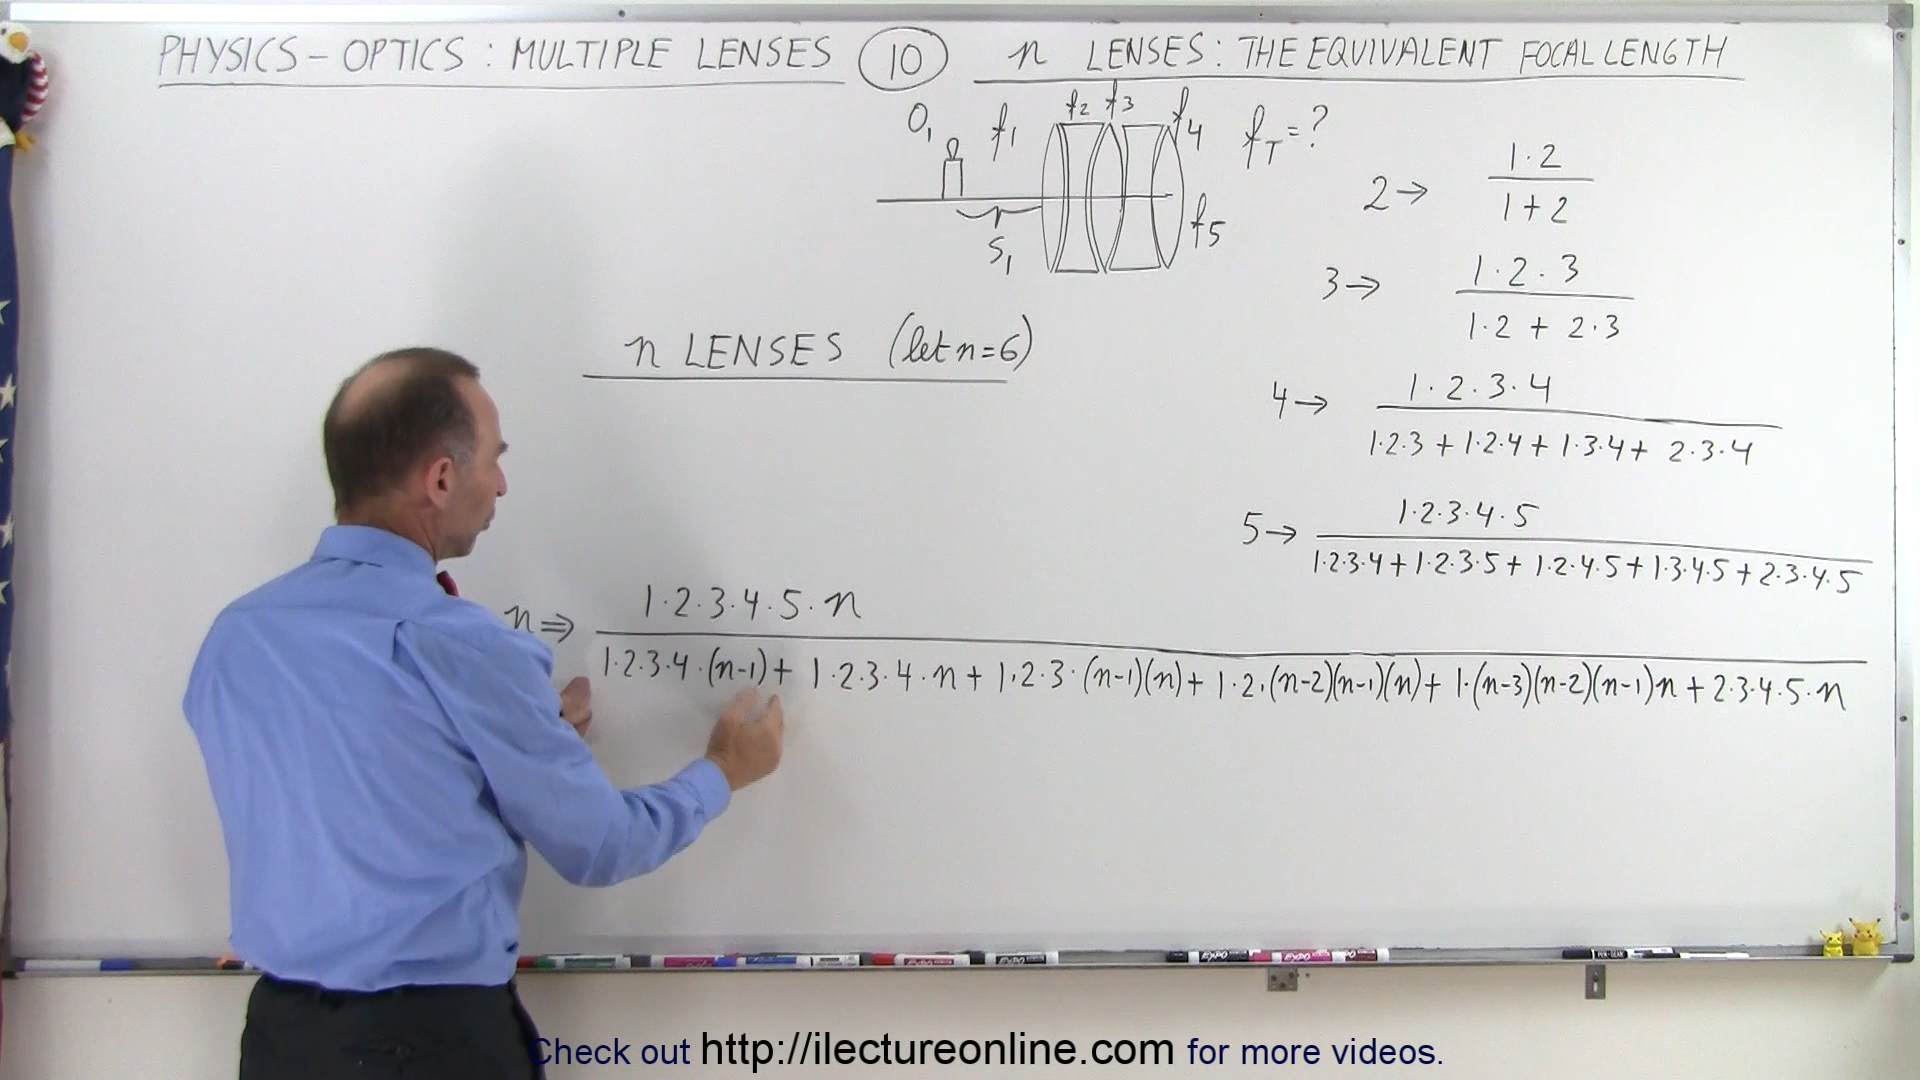 PHYSICS - OPTICS : MULTIPLE LENSES 10 n LENSES: THE EQUIVALENT FOCAL LENGTH
O₁ f₁ f₂ f₃ f₄ f_T = ?
S₁ f₅
2 → 1·2
1+2
3 → 1·2·3
1·2 + 2·3
n LENSES (let n=6)
4 → 1·2·3·4
1·2·3 + 1·2·4 + 1·3·4 + 2·3·4
5 → 1·2·3·4·5
1·2·3·4 + 1·2·3·5 + 1·2·4·5 + 1·3·4·5 + 2·3·4·5
n ⇒ 1·2·3·4·5·n
1·2·3·4·(n-1) + 1·2·3·4·n + 1·2·3·(n-1)(n) + 1·2·(n-2)(n-1)(n) + 1·(n-3)(n-2)(n-1)n + 2·3·4·5·n
EXPO EXPO EXPO EXPO EXPO
Check out http://ilectureonline.com for more videos.